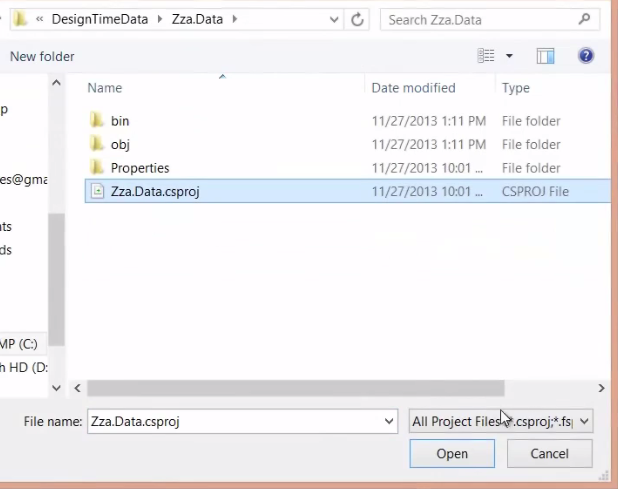 « DesignTimeData Zza.Data Search Zza.Data
New folder
Name Date modified Type
bin 11/27/2013 1:11 PM File folder
obj 11/27/2013 1:11 PM File folder
Properties 11/27/2013 10:01 ... File folder
Zza.Data.csproj 11/27/2013 10:01 ... CSPROJ File
p
es@gma
ts
ds
MP (C:)
h HD (D:
File name: Zza.Data.csproj All Project Files .csproj;*.fsp
Open Cancel